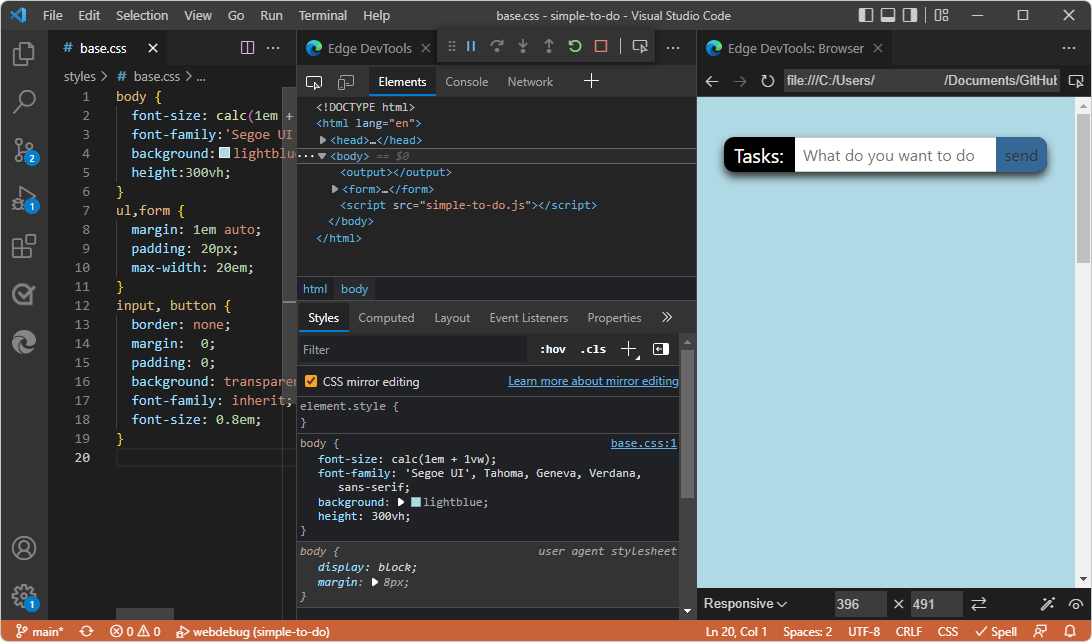 File Edit Selection View Go Run Terminal Help base.css - simple-to-do - Visual Studio Code
# base.css
styles > # base.css > ...
1 body {
2 font-size: calc(1em +
3 font-family:'Segoe UI
4 background: lightblu
5 height:300vh;
6 }
7 ul,form {
8 margin: 1em auto;
9 padding: 20px;
10 max-width: 20em;
11 }
12 input, button {
13 border: none;
14 margin: 0;
15 padding: 0;
16 background: transparen
17 font-family: inherit;
18 font-size: 0.8em;
19 }
20
2
1
1
Edge DevTools
Elements Console Network
<!DOCTYPE html>
<html lang="en">
<head>…</head>
...<body> == $0
<output></output>
<form>…</form>
<script src="simple-to-do.js"></script>
</body>
</html>
html body
Styles Computed Layout Event Listeners Properties
Filter :hov .cls
CSS mirror editing Learn more about mirror editing
element.style {
}
body { base.css:1
font-size: calc(1em + 1vw);
font-family: 'Segoe UI', Tahoma, Geneva, Verdana,
sans-serif;
background: lightblue;
height: 300vh;
}
body { user agent stylesheet
display: block;
margin: 8px;
}
Edge DevTools: Browser
file:///C:/Users/ /Documents/GitHub
Tasks: What do you want to do send
Responsive 396 × 491
main* 0 0 webdebug (simple-to-do) Ln 20, Col 1 Spaces: 2 UTF-8 CRLF CSS Spell